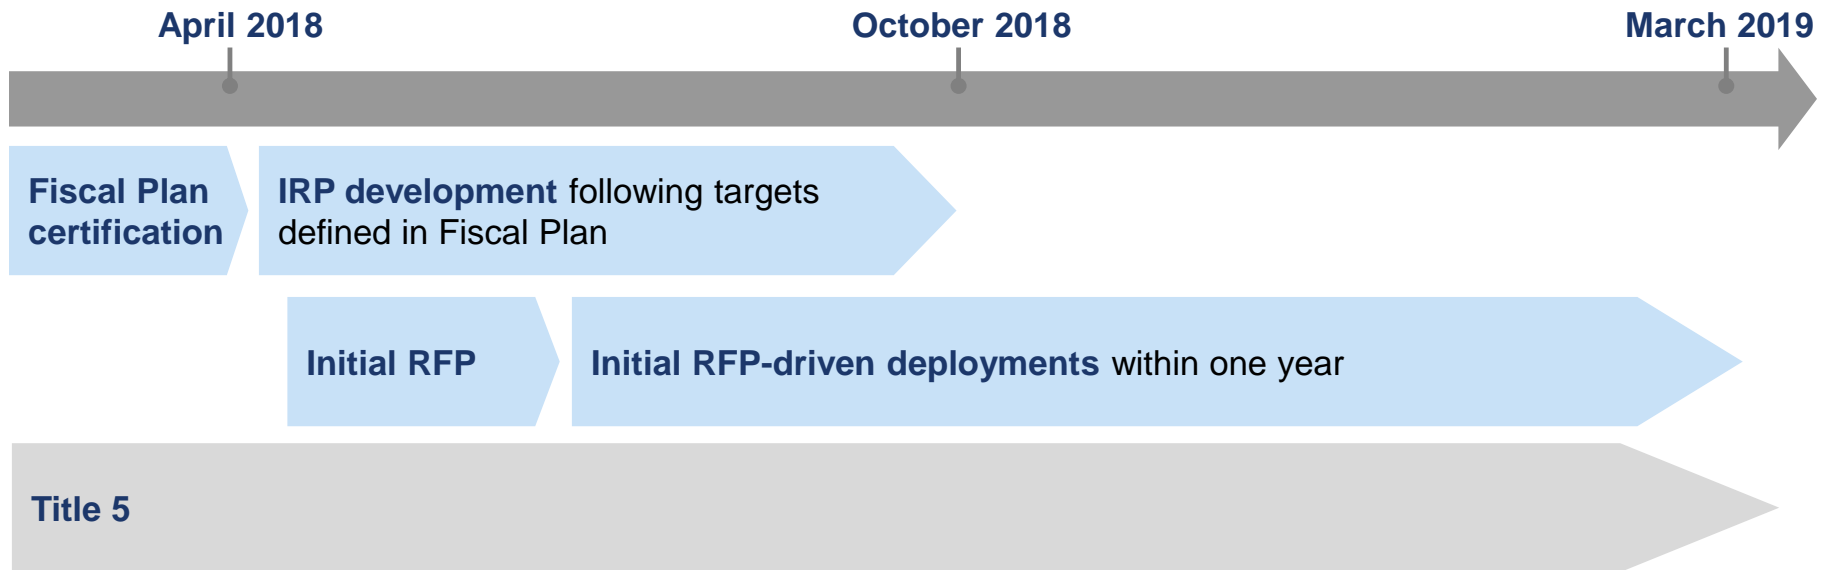 April 2018
October 2018
March 2019
Fiscal Plan
certification
IRP development following targets
defined in Fiscal Plan
Initial RFP
Initial RFP-driven deployments within one year
Title 5